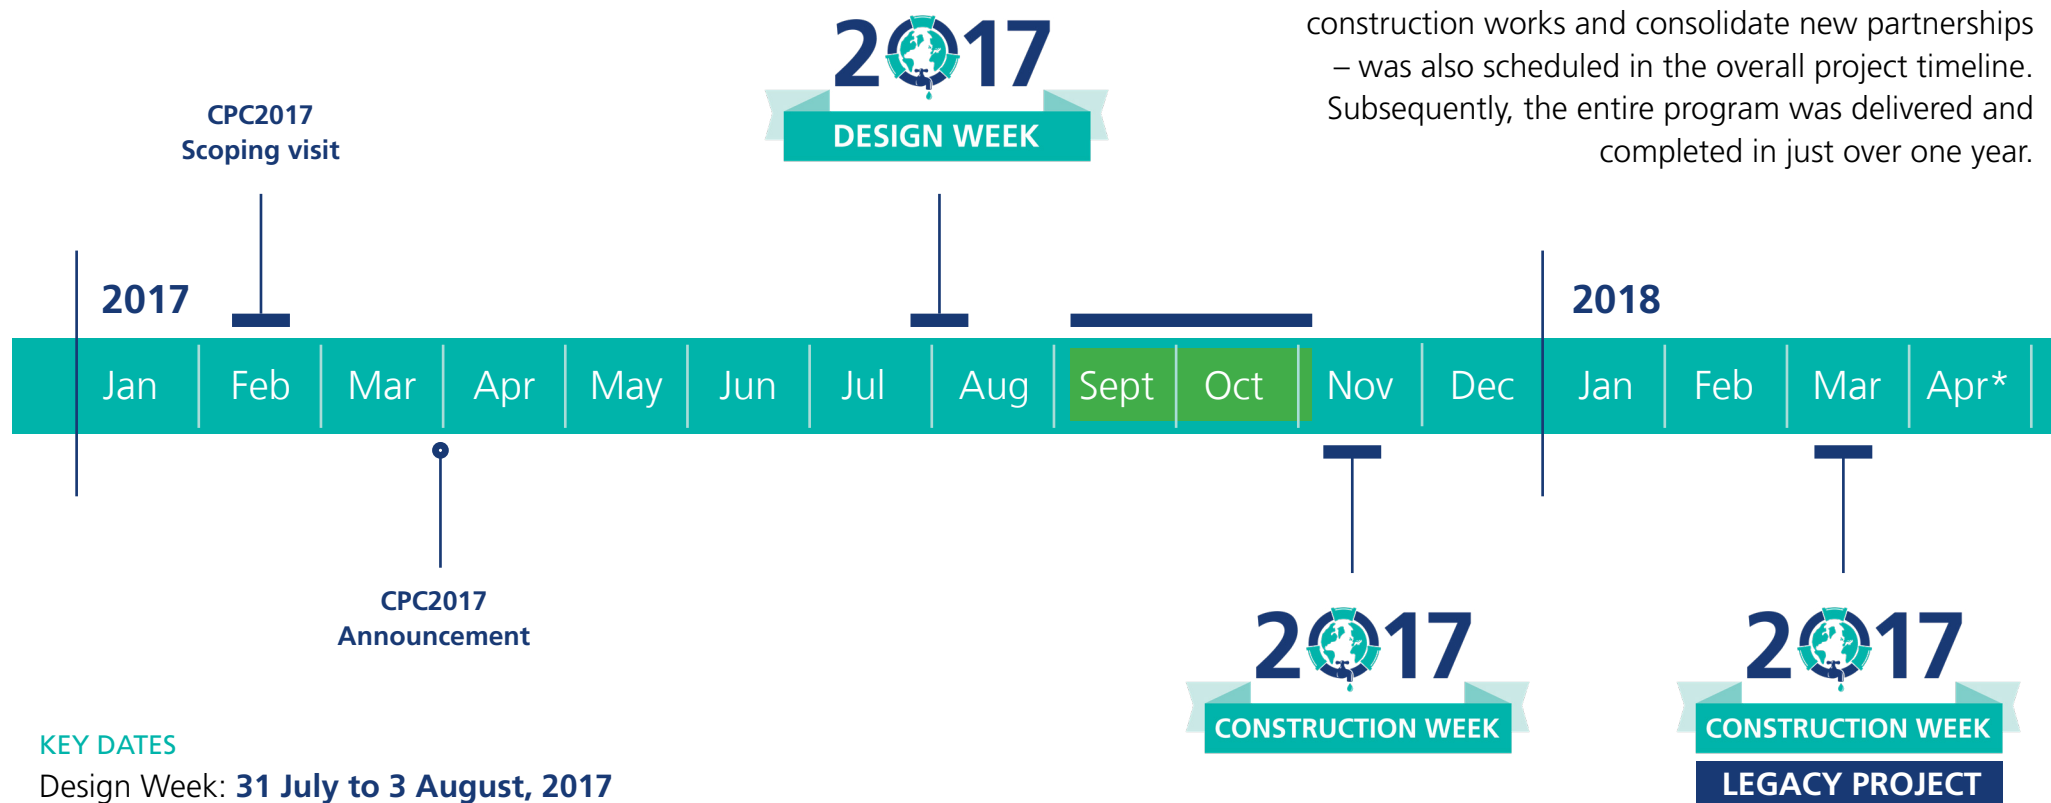 2017
DESIGN WEEK
construction works and consolidate new partnerships
– was also scheduled in the overall project timeline.
Subsequently, the entire program was delivered and
completed in just over one year.
CPC2017
Scoping visit
2017
2018
Jan Feb Mar Apr May Jun Jul Aug Sept Oct Nov Dec Jan Feb Mar Apr*
CPC2017
Announcement
2017
CONSTRUCTION WEEK
2017
CONSTRUCTION WEEK
LEGACY PROJECT
KEY DATES
Design Week: 31 July to 3 August, 2017